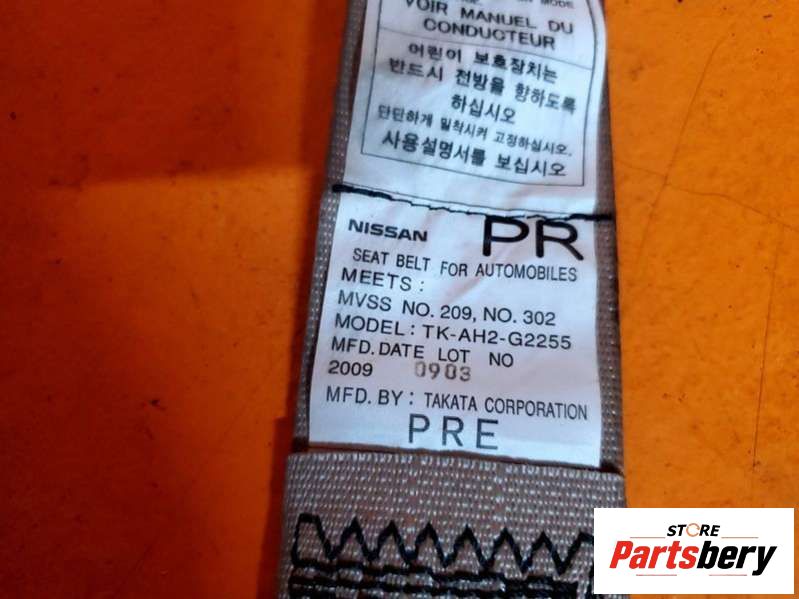 MODE.
VOIR MANUEL DU
CONDUCTEUR
어린이 보호장치는
반드시 전방을 향하도록
하십시오
단단하게 밀착시켜 고정하십시오.
사용설명서를 보십시오
NISSAN PR
SEAT BELT FOR AUTOMOBILES
MEETS :
MVSS NO. 209, NO. 302
MODEL : TK-AH2-G2255
MFD. DATE LOT NO
2009 0903
MFD. BY : TAKATA CORPORATION
PRE
STORE
Partsbery